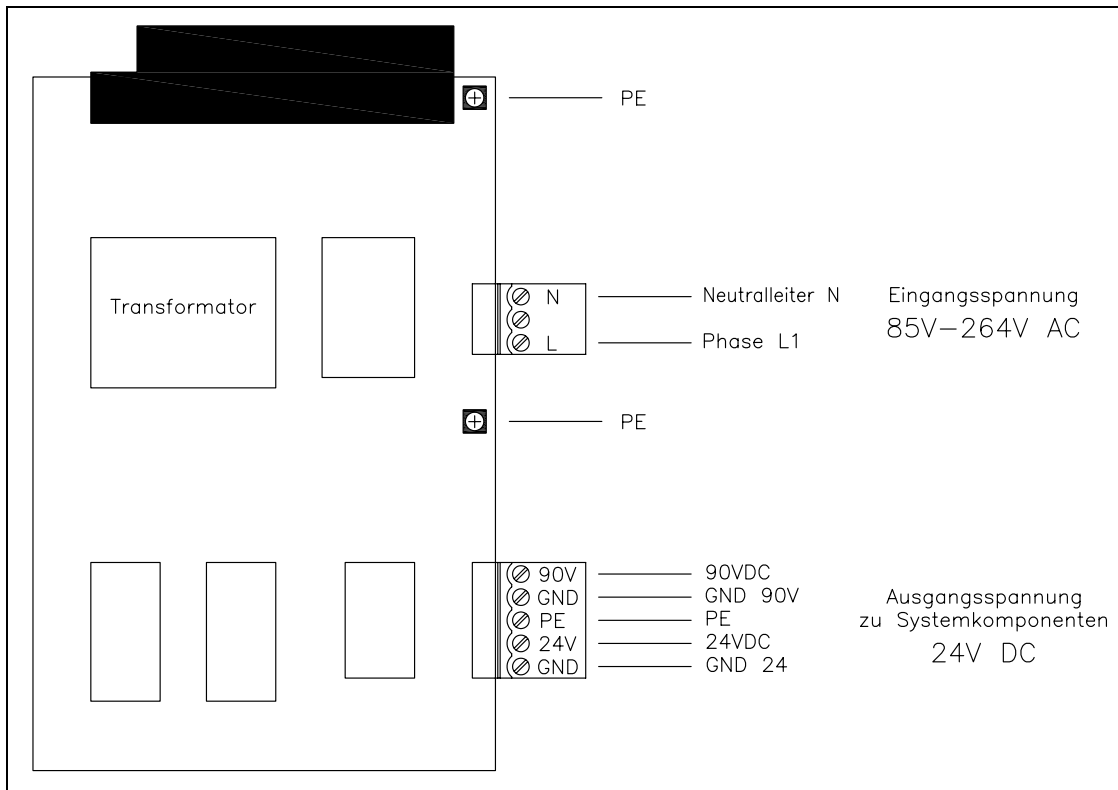 PE
Transformator
N
L
Neutralleiter N
Phase L1
Eingangsspannung
85V-264V AC
PE
90V
GND
PE
24V
GND
90VDC
GND 90V
PE
24VDC
GND 24
Ausgangsspannung
zu Systemkomponenten
24V DC